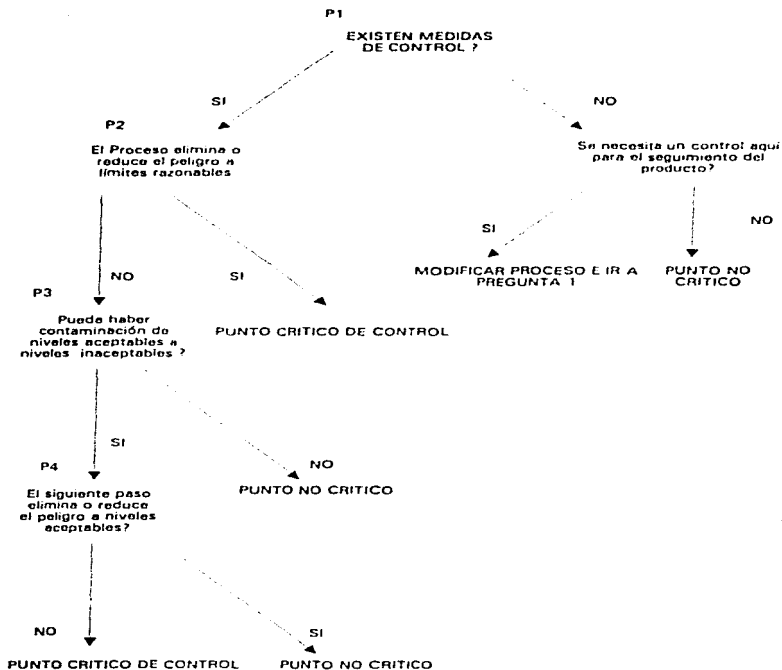 P1
EXISTEN MEDIDAS
DE CONTROL ?
SI
NO
P2
El Proceso elimina o
reduce el peligro a
límites razonables
Se necesita un control aquí
para el seguimiento del
producto?
SI
NO
MODIFICAR PROCESO E IR A
PREGUNTA 1
PUNTO NO
CRITICO
NO
SI
P3
Puede haber
contaminación de
niveles aceptables a
niveles inaceptables ?
PUNTO CRITICO DE CONTROL
SI
NO
P4
PUNTO NO CRITICO
El siguiente paso
elimina o reduce
el peligro a niveles
aceptables?
NO
SI
PUNTO CRITICO DE CONTROL
PUNTO NO CRITICO